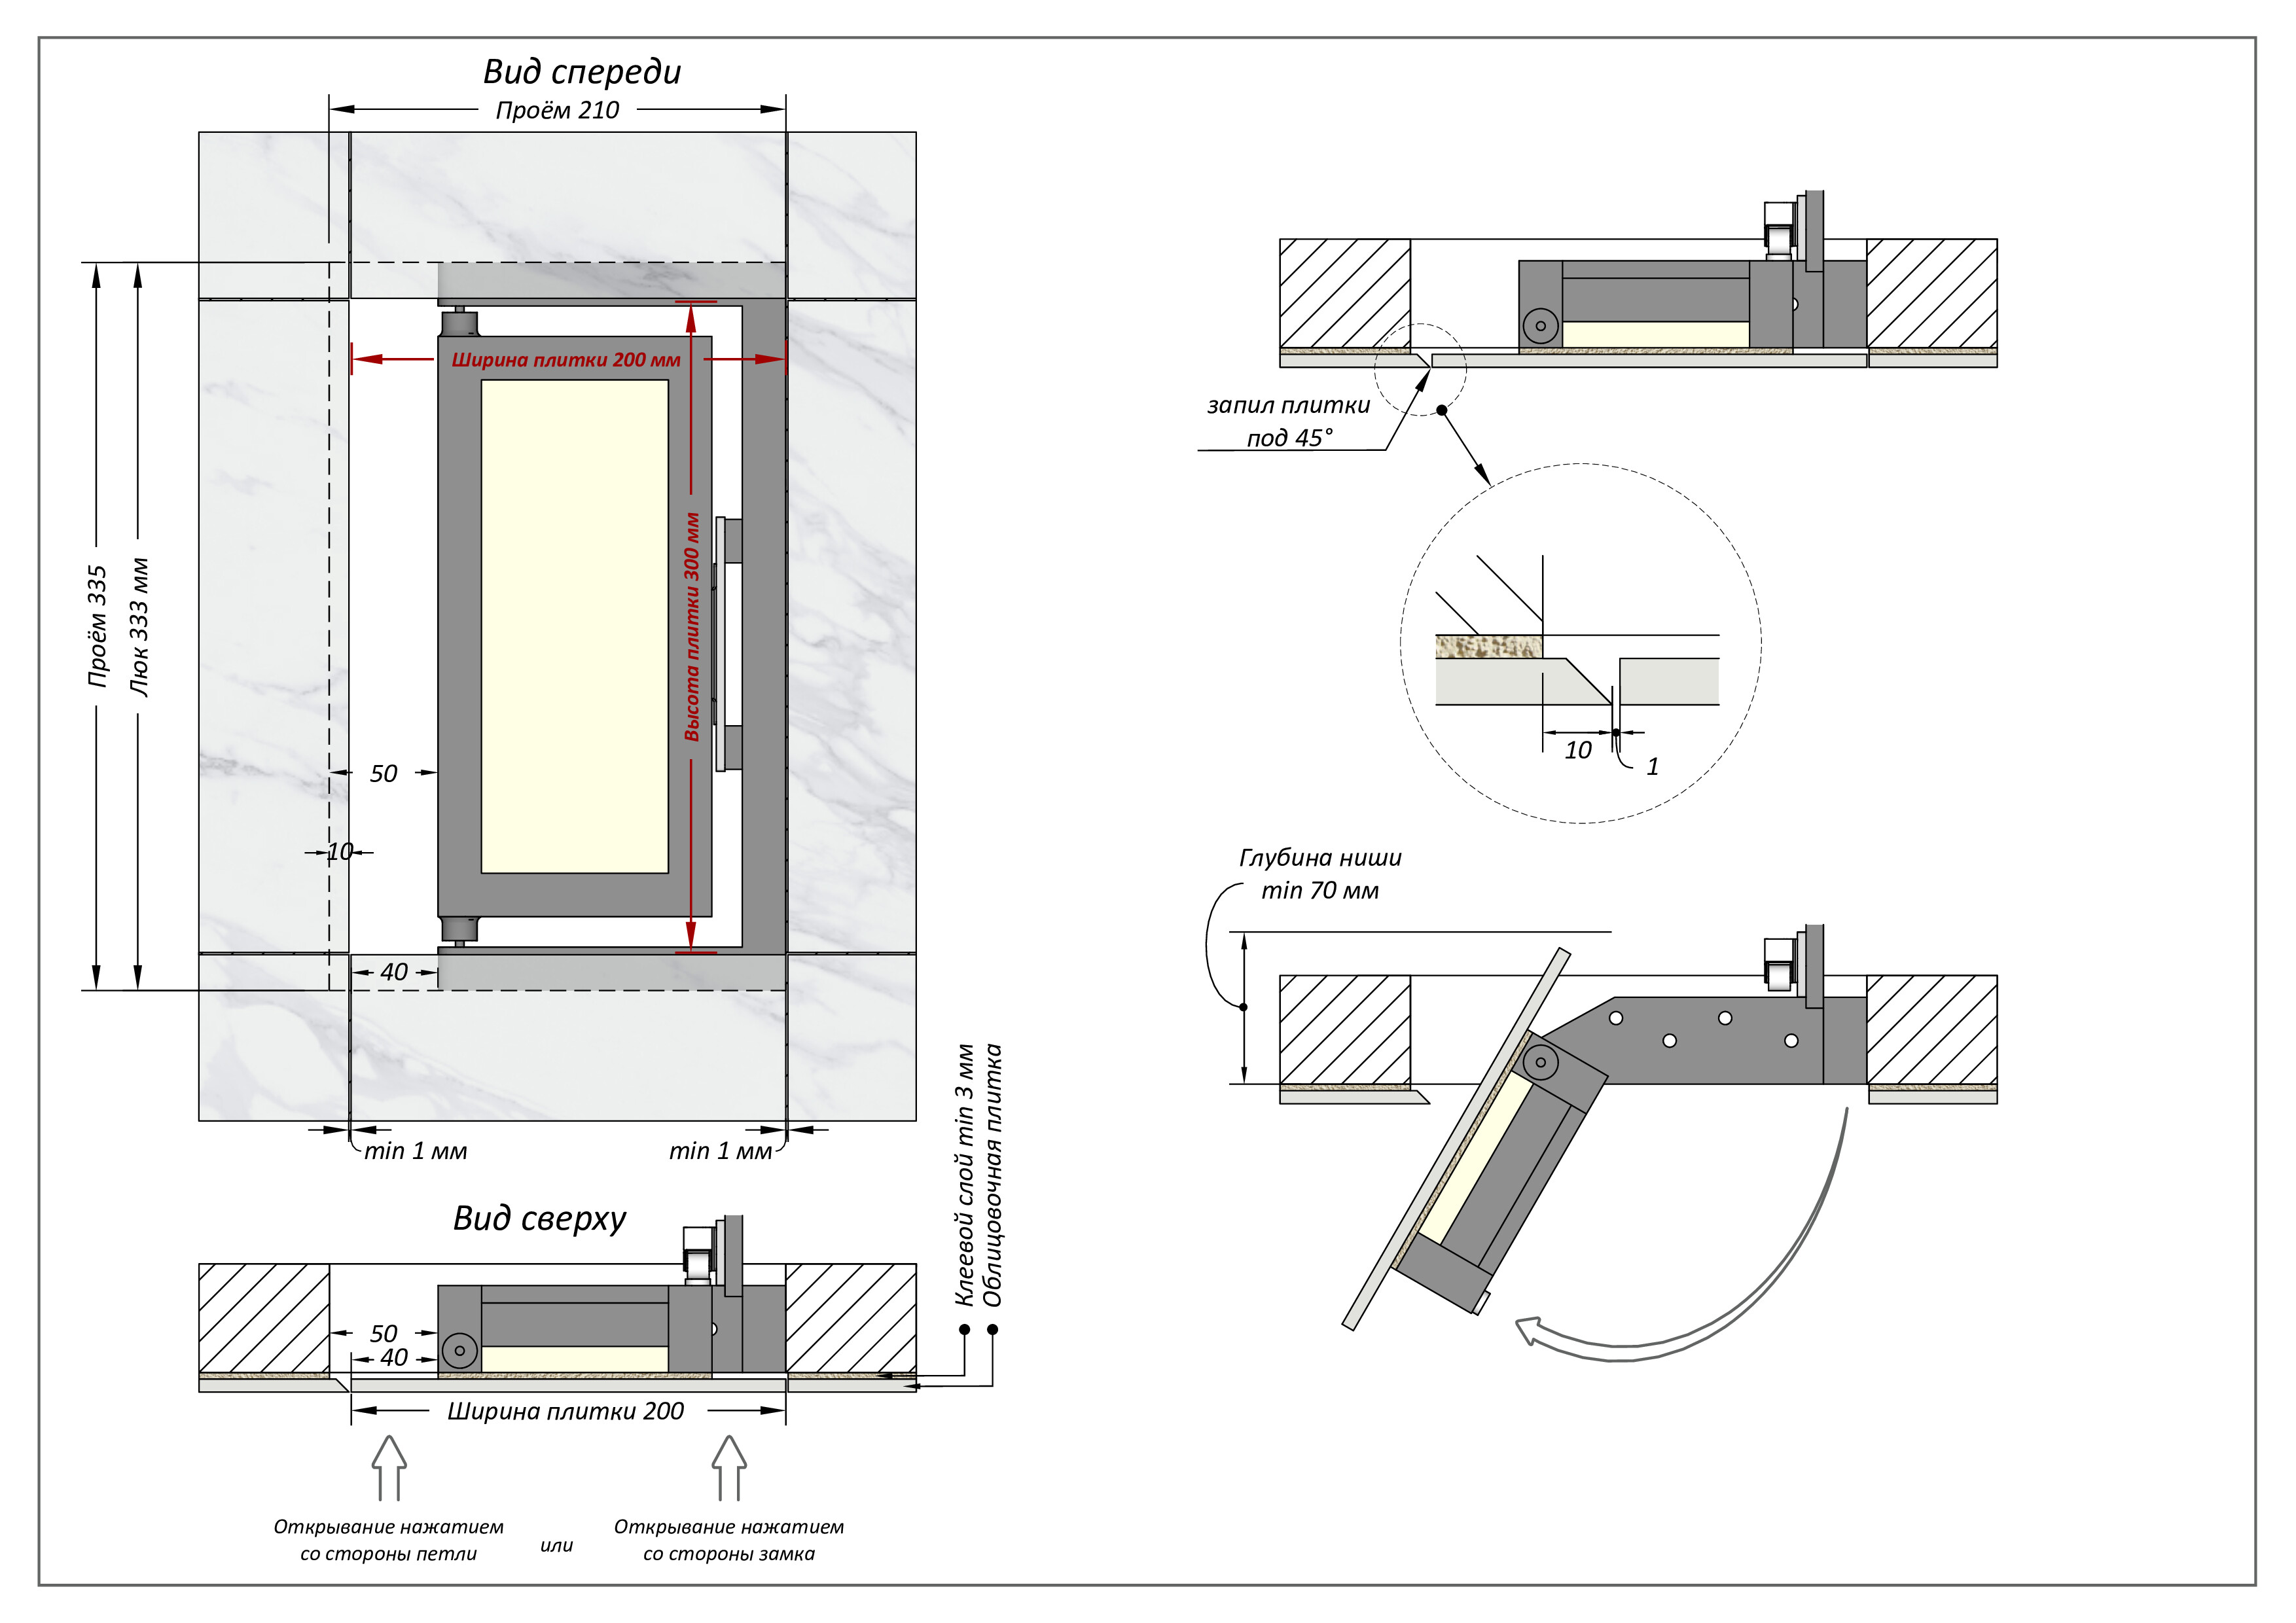 Вид спереди
Проём 210
Ширина плитки 200 мм
Высота плитки 300 мм
Проём 335
Люк 333 мм
50
10
40
min 1 мм
min 1 мм
Вид сверху
50
40
Ширина плитки 200
Клеевой слой min 3 мм
Облицовочная плитка
Открывание нажатием
со стороны петли
или
Открывание нажатием
со стороны замка
запил плитки
под 45°
10
1
Глубина ниши
min 70 мм